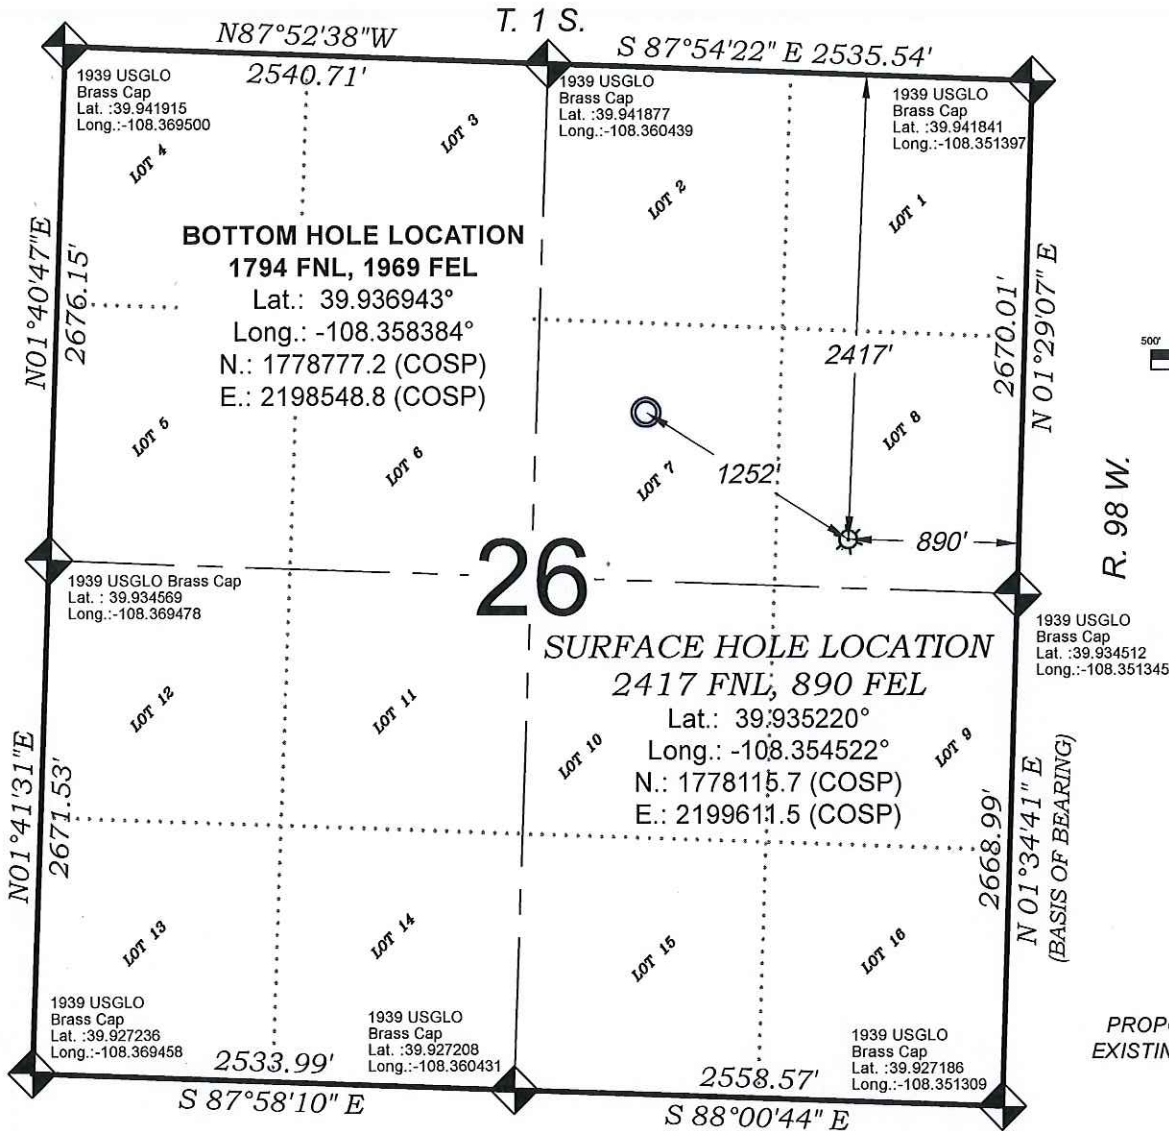 T. 1 S.
N87°52'38"W
2540.71'
S 87°54'22" E 2535.54'
1939 USGLO
Brass Cap
Lat. :39.941915
Long.:-108.369500
1939 USGLO
Brass Cap
Lat. :39.941877
Long.:-108.360439
1939 USGLO
Brass Cap
Lat. :39.941841
Long.:-108.351397
LOT 4
LOT 3
LOT 2
LOT 1
BOTTOM HOLE LOCATION
1794 FNL, 1969 FEL
Lat.: 39.936943°
Long.: -108.358384°
N.: 1778777.2 (COSP)
E.: 2198548.8 (COSP)
N01°40'47"E
2676.15'
2417'
2670.01'
N 01°29'07" E
500'
LOT 5
LOT 6
LOT 7
LOT 8
1252'
890'
R. 98 W.
26
1939 USGLO Brass Cap
Lat. : 39.934569
Long.:-108.369478
1939 USGLO
Brass Cap
Lat. :39.934512
Long.:-108.351345
SURFACE HOLE LOCATION
2417 FNL, 890 FEL
Lat.: 39.935220°
Long.: -108.354522°
N.: 1778115.7 (COSP)
E.: 2199611.5 (COSP)
LOT 12
LOT 11
LOT 10
LOT 9
N01°41'31"E
2671.53'
2668.99'
N 01°34'41" E
(BASIS OF BEARING)
LOT 13
LOT 14
LOT 15
LOT 16
1939 USGLO
Brass Cap
Lat. :39.927236
Long.:-108.369458
1939 USGLO
Brass Cap
Lat. :39.927208
Long.:-108.360431
1939 USGLO
Brass Cap
Lat. :39.927186
Long.:-108.351309
2533.99'
S 87°58'10" E
2558.57'
S 88°00'44" E
PROPO
EXISTIN